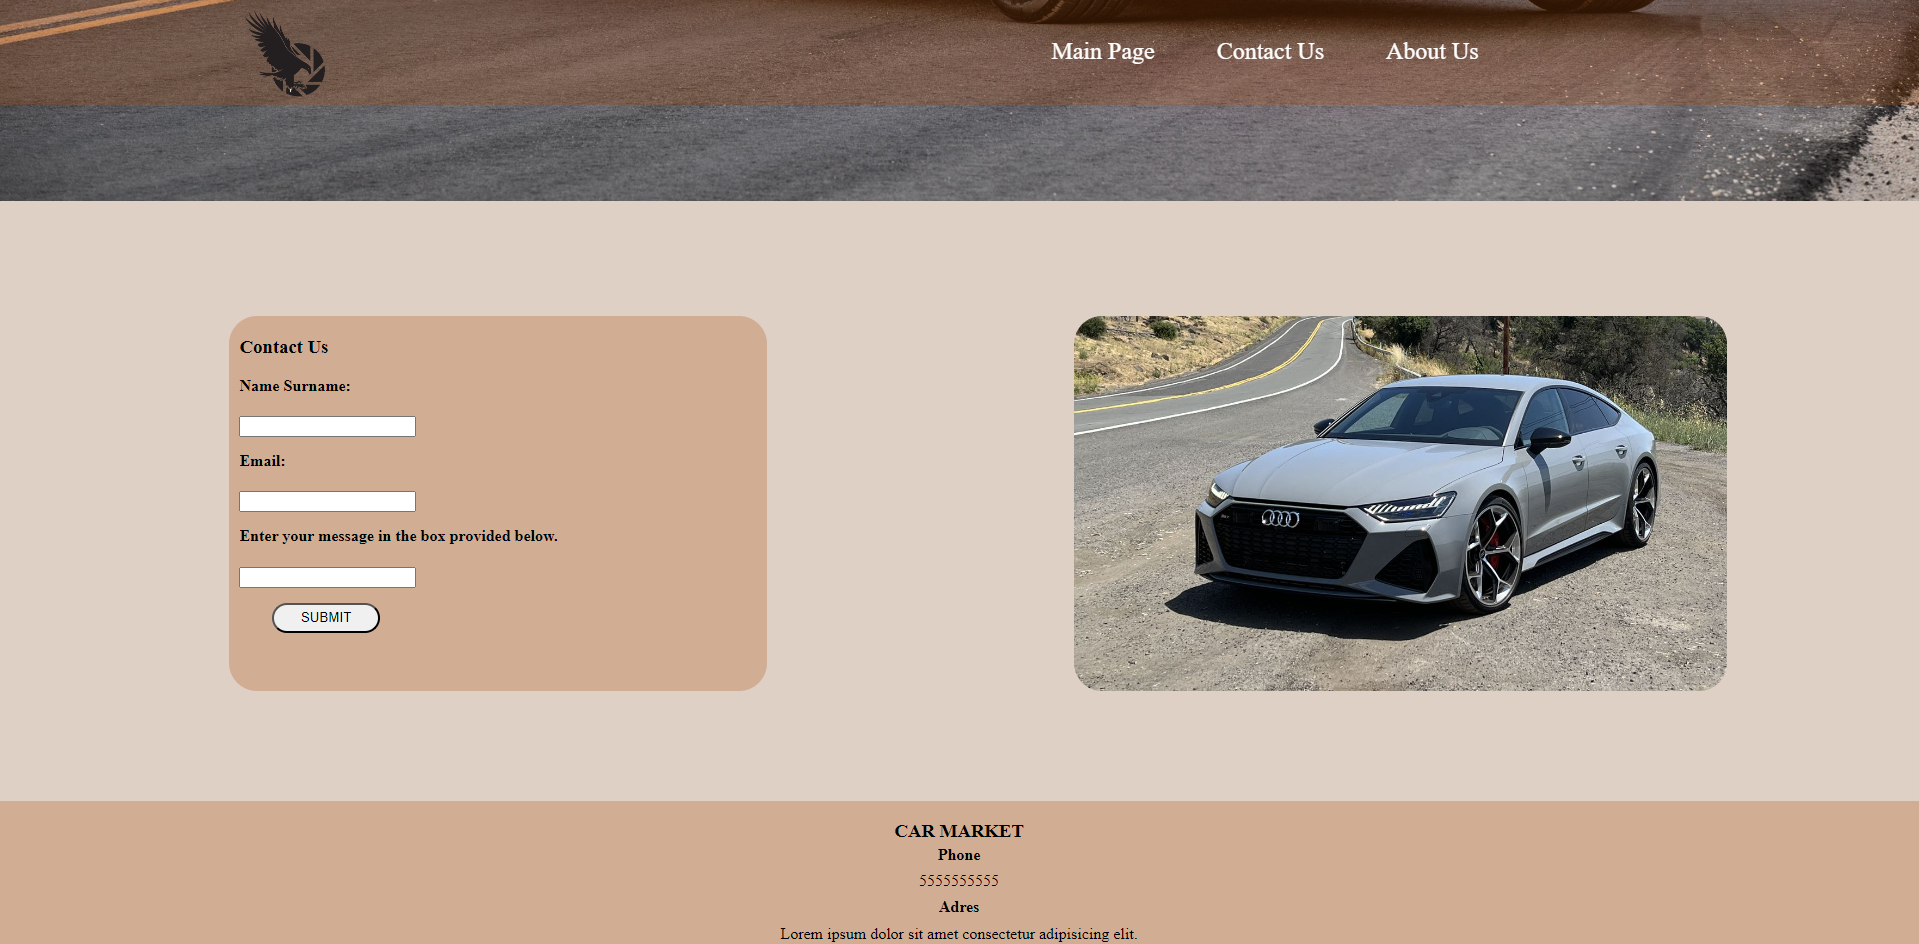 Main Page
Contact Us
About Us
Contact Us
Name Surname:
Email:
Enter your message in the box provided below.
SUBMIT
CAR MARKET
Phone
5555555555
Adres
Lorem ipsum dolor sit amet consectetur adipisicing elit.